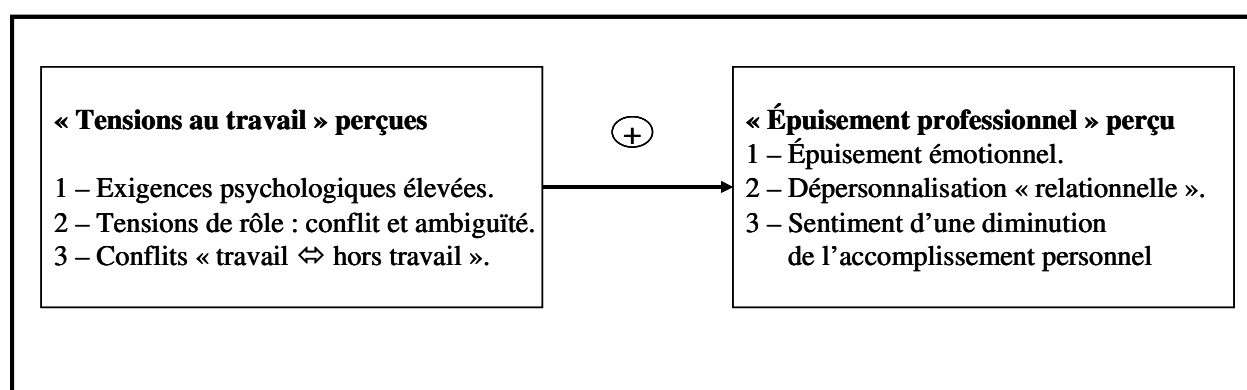 « Tensions au travail » perçues
1 – Exigences psychologiques élevées.
2 – Tensions de rôle : conflit et ambiguïté.
3 – Conflits « travail ⇔ hors travail ».
+
« Épuisement professionnel » perçu
1 – Épuisement émotionnel.
2 – Dépersonnalisation « relationnelle ».
3 – Sentiment d’une diminution
de l’accomplissement personnel